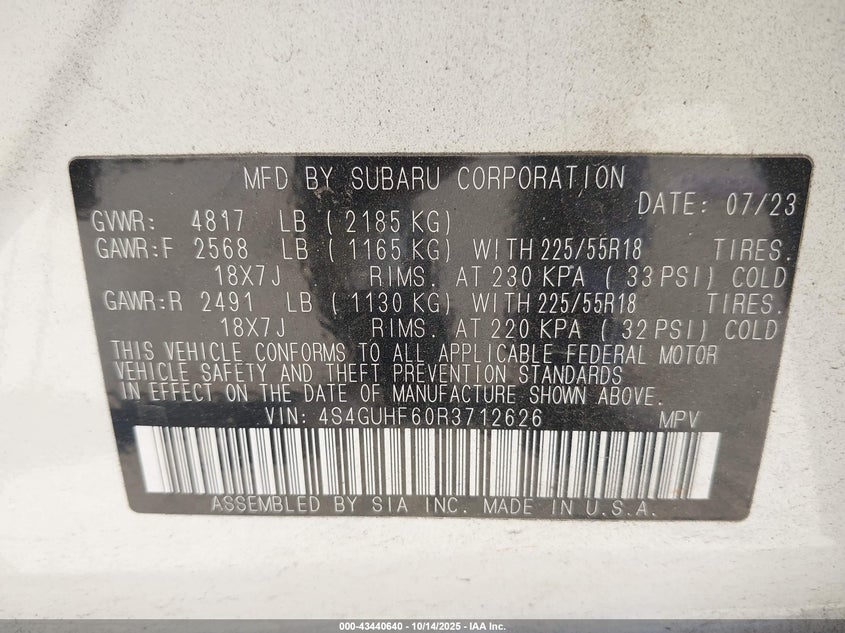 MFD BY SUBARU CORPORATION
DATE: 07/23
GVWR: 4817 LB ( 2185 KG)
GAWR:F 2568 LB ( 1165 KG) WITH 225/55R18 TIRES.
18X7J RIMS. AT 230 KPA ( 33 PSI) COLD
GAWR:R 2491 LB ( 1130 KG) WITH 225/55R18 TIRES.
18X7J RIMS. AT 220 KPA ( 32 PSI) COLD
THIS VEHICLE CONFORMS TO ALL APPLICABLE FEDERAL MOTOR
VEHICLE SAFETY AND THEFT PREVENTION STANDARDS
IN EFFECT ON THE DATE OF MANUFACTURE SHOWN ABOVE.
VIN: 4S4GUHF60R3712626 MPV
ASSEMBLED BY SIA INC. MADE IN U.S.A.
000-43440640 - 10/14/2025 - IAA Inc.